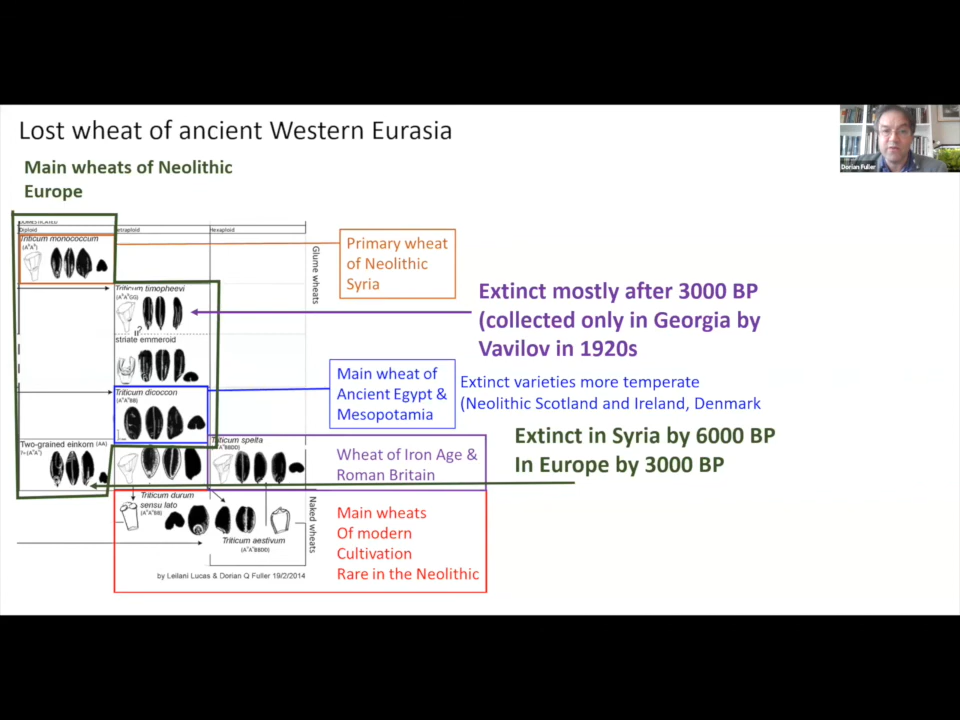 Lost wheat of ancient Western Eurasia
Dorian Fuller
Main wheats of Neolithic
Europe
Diploid
Hexaploid
Triticum monococcum
Glume wheats
Primary wheat
of Neolithic
Syria
Triticum timopheevi
(AᵇAᵇGG)
Extinct mostly after 3000 BP
(collected only in Georgia by
Vavilov in 1920s
II?
striate emmeroid
Triticum dicoccon
Main wheat of
Ancient Egypt &
Mesopotamia
Extinct varieties more temperate
(Neolithic Scotland and Ireland, Denmark
Extinct in Syria by 6000 BP
In Europe by 3000 BP
Two-grained einkorn (AA)
Triticum spelta
Wheat of Iron Age &
Roman Britain
Triticum durum
sensu lato
Naked wheats
Main wheats
Of modern
Cultivation
Rare in the Neolithic
Triticum aestivum
by Leilani Lucas & Dorian Q Fuller 19/2/2014